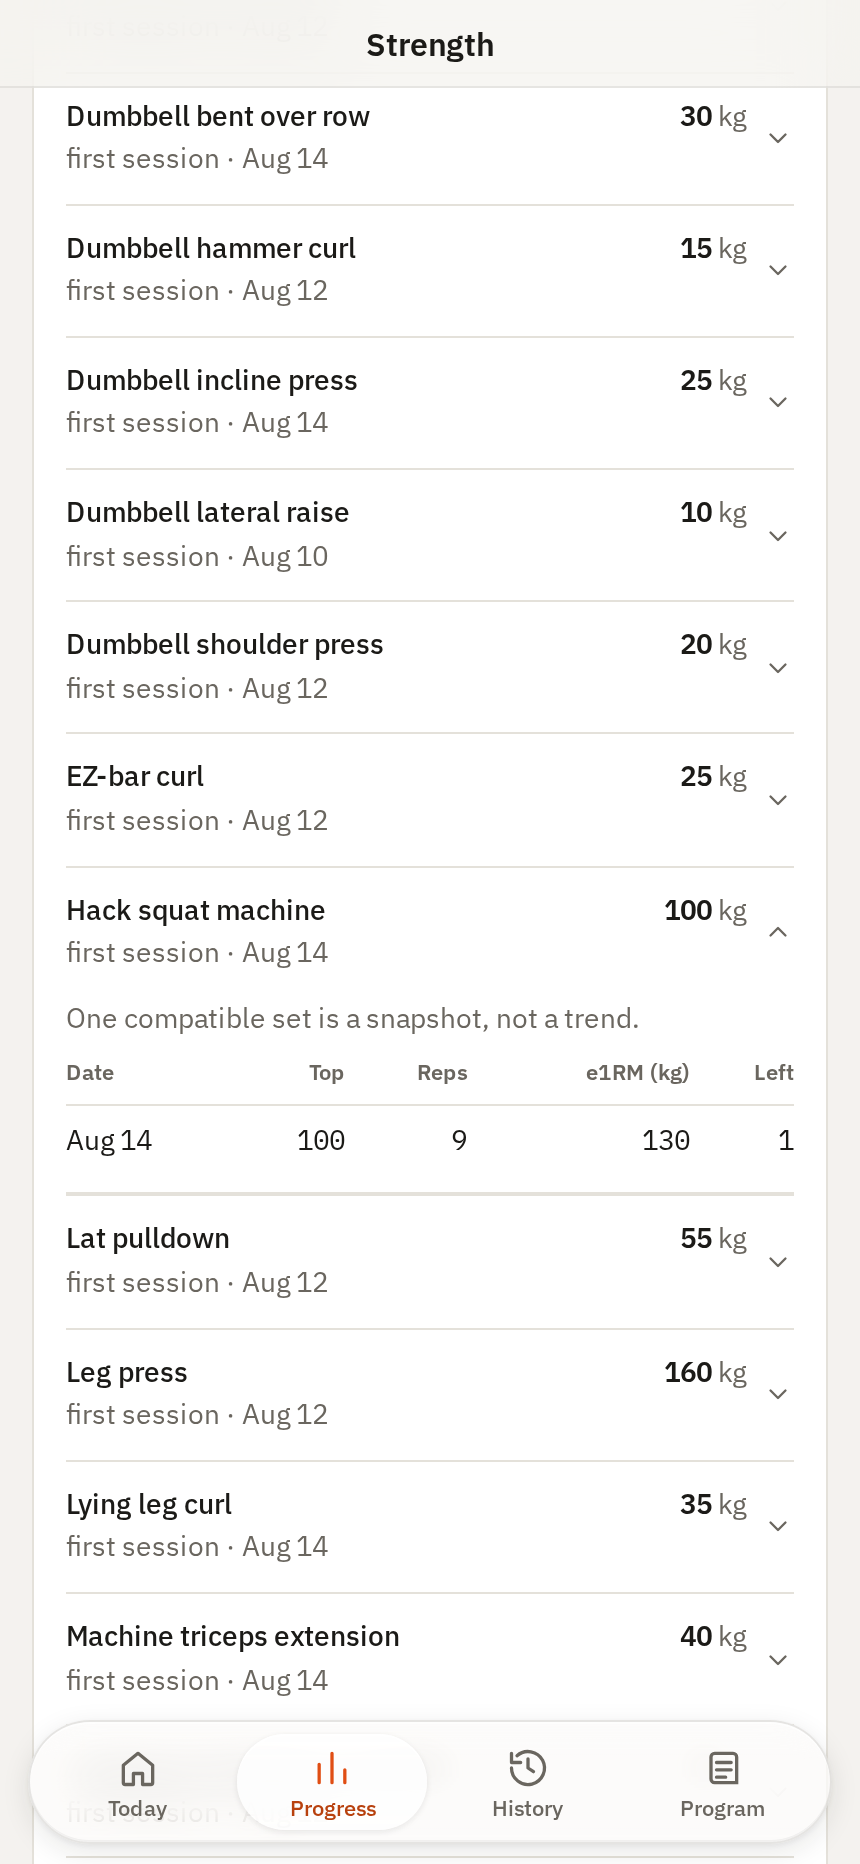 first session · Aug 12
Strength
Dumbbell bent over row 30 kg
first session · Aug 14
Dumbbell hammer curl 15 kg
first session · Aug 12
Dumbbell incline press 25 kg
first session · Aug 14
Dumbbell lateral raise 10 kg
first session · Aug 10
Dumbbell shoulder press 20 kg
first session · Aug 12
EZ-bar curl 25 kg
first session · Aug 12
Hack squat machine 100 kg
first session · Aug 14
One compatible set is a snapshot, not a trend.
Date Top Reps e1RM (kg) Left
Aug 14 100 9 130 1
Lat pulldown 55 kg
first session · Aug 12
Leg press 160 kg
first session · Aug 12
Lying leg curl 35 kg
first session · Aug 14
Machine triceps extension 40 kg
first session · Aug 14
first session
Today Progress History Program